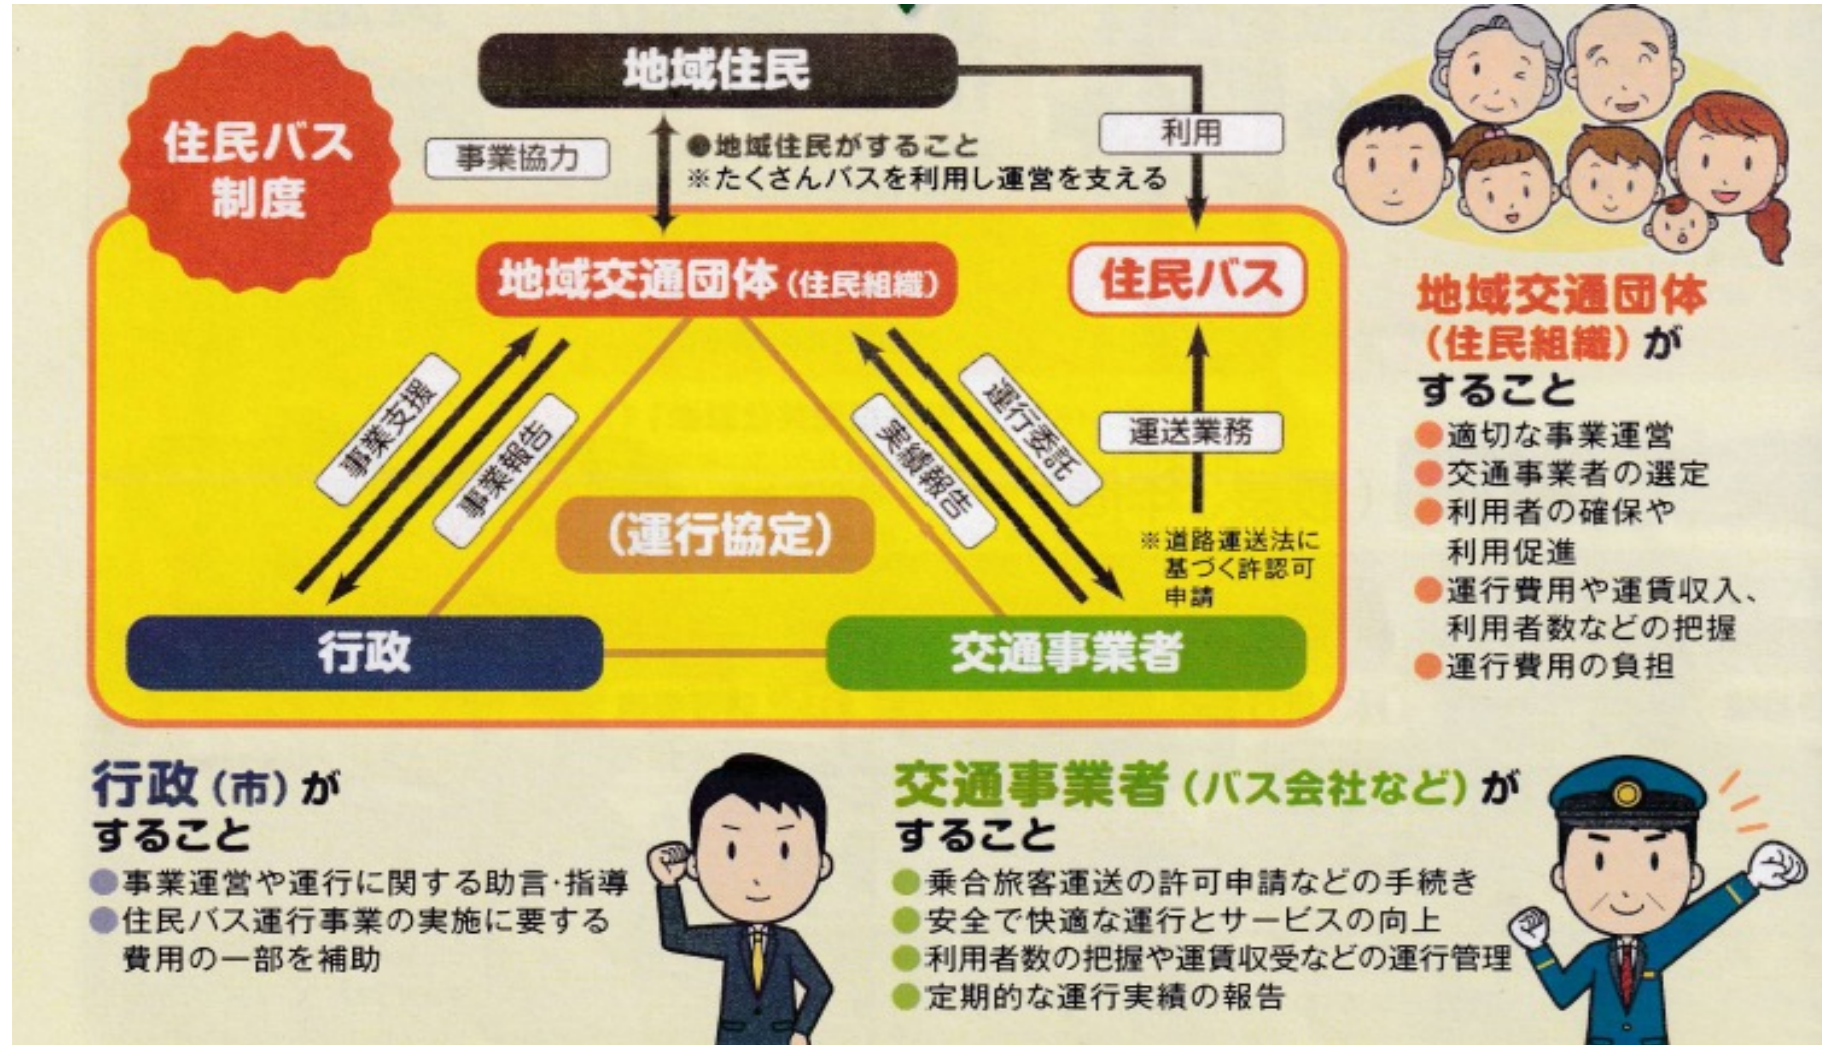 住民バス
制度
地域住民
事業協力
●地域住民がすること
※たくさんバスを利用し運営を支える
利用
地域交通団体(住民組織)
住民バス
事業支援
事業報告
実績報告
運行委託
運送業務
(運行協定)
※道路運送法に
基づく許認可
申請
行政
交通事業者
地域交通団体
(住民組織)が
すること
●適切な事業運営
●交通事業者の選定
●利用者の確保や
利用促進
●運行費用や運賃収入、
利用者数などの把握
●運行費用の負担
行政(市)が
すること
●事業運営や運行に関する助言・指導
●住民バス運行事業の実施に要する
費用の一部を補助
交通事業者(バス会社など)が
すること
●乗合旅客運送の許可申請などの手続き
●安全で快適な運行とサービスの向上
●利用者数の把握や運賃収受などの運行管理
●定期的な運行実績の報告